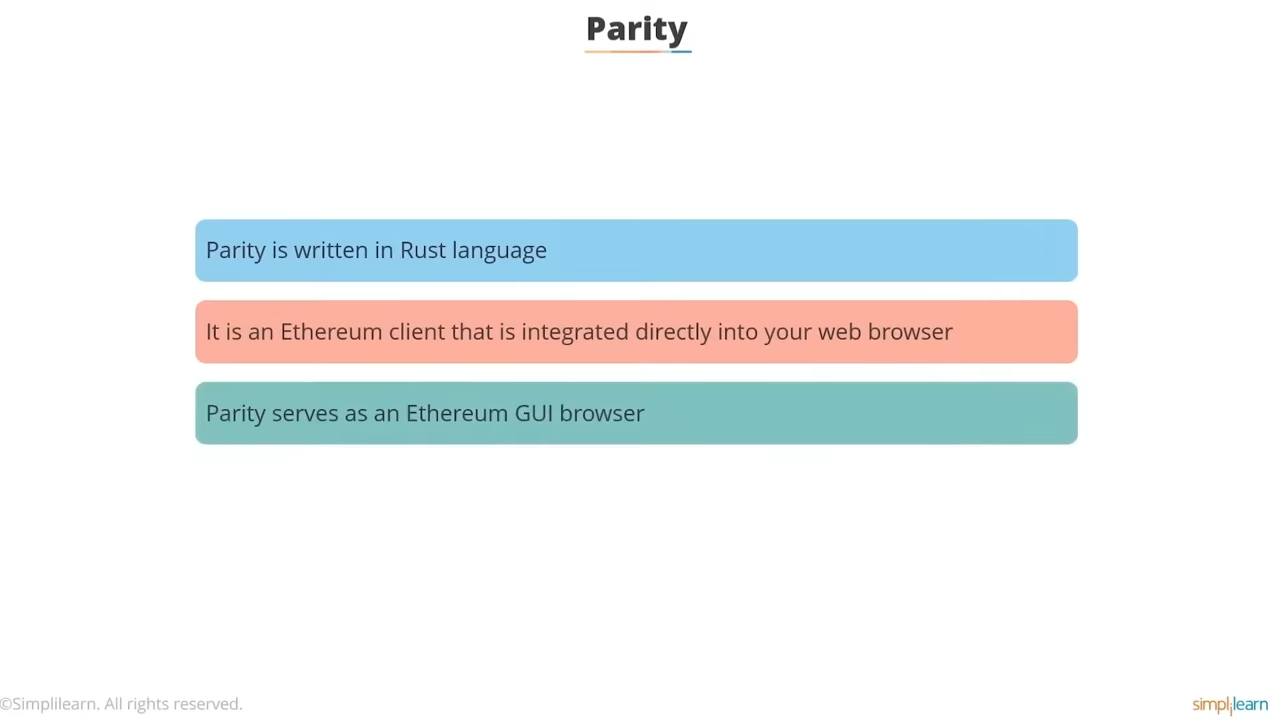 Parity
Parity is written in Rust language
It is an Ethereum client that is integrated directly into your web browser
Parity serves as an Ethereum GUI browser
©Simplilearn. All rights reserved.
simplilearn